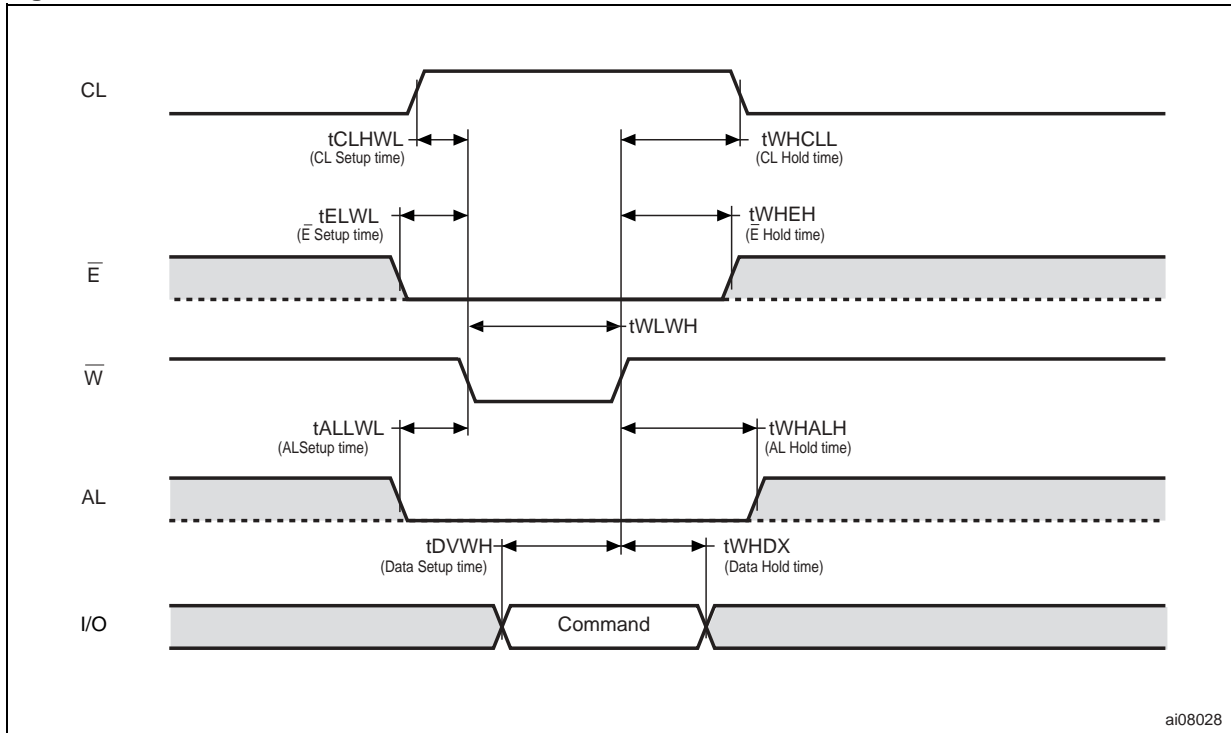 CL
tCLHWL
(CL Setup time)
tWHCLL
(CL Hold time)
tELWL
(E̅ Setup time)
tWHEH
(E̅ Hold time)
E̅
tWLWH
W̅
tALLWL
(ALSetup time)
tWHALH
(AL Hold time)
AL
tDVWH
(Data Setup time)
tWHDX
(Data Hold time)
I/O
Command
ai08028